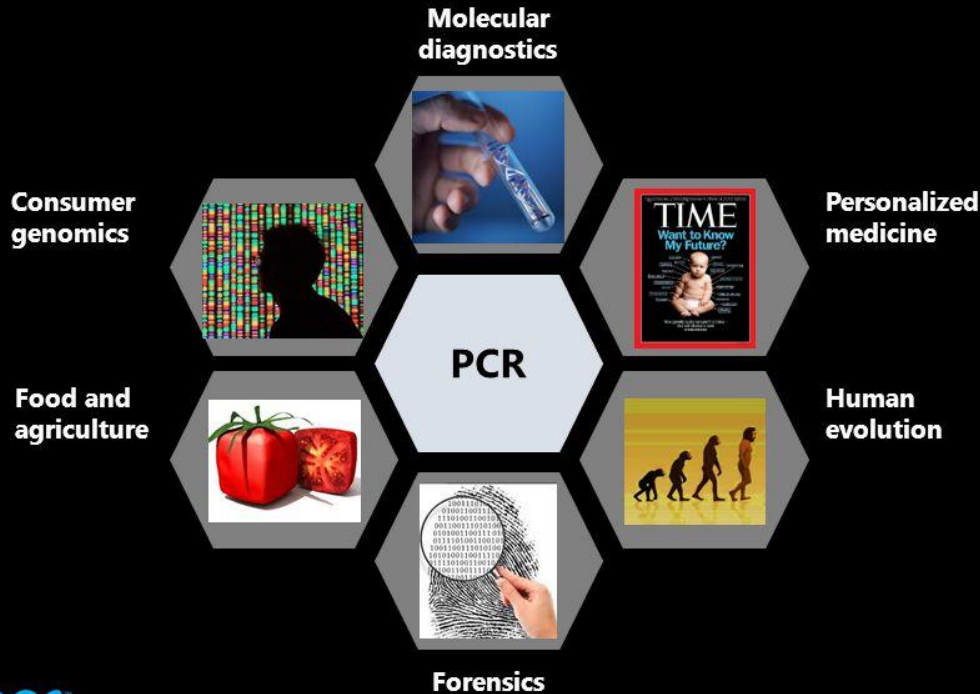 Molecular
diagnostics
Consumer
genomics
TIME
Want to Know
My Future?
Personalized
medicine
PCR
Food and
agriculture
Human
evolution
Forensics